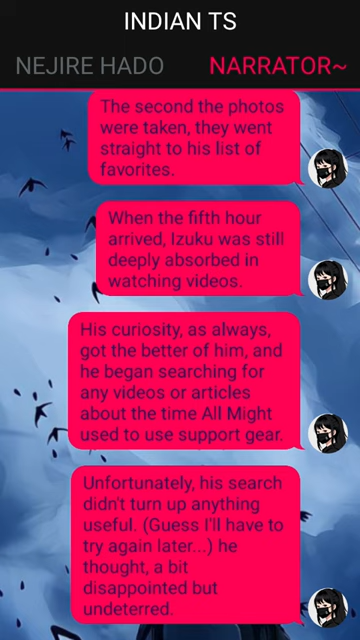 INDIAN TS
NEJIRE HADO
NARRATOR~
The second the photos
were taken, they went
straight to his list of
favorites.
When the fifth hour
arrived, Izuku was still
deeply absorbed in
watching videos.
His curiosity, as always,
got the better of him, and
he began searching for
any videos or articles
about the time All Might
used to use support gear.
Unfortunately, his search
didn't turn up anything
useful. (Guess I'll have to
try again later...) he
thought, a bit
disappointed but
undeterred.